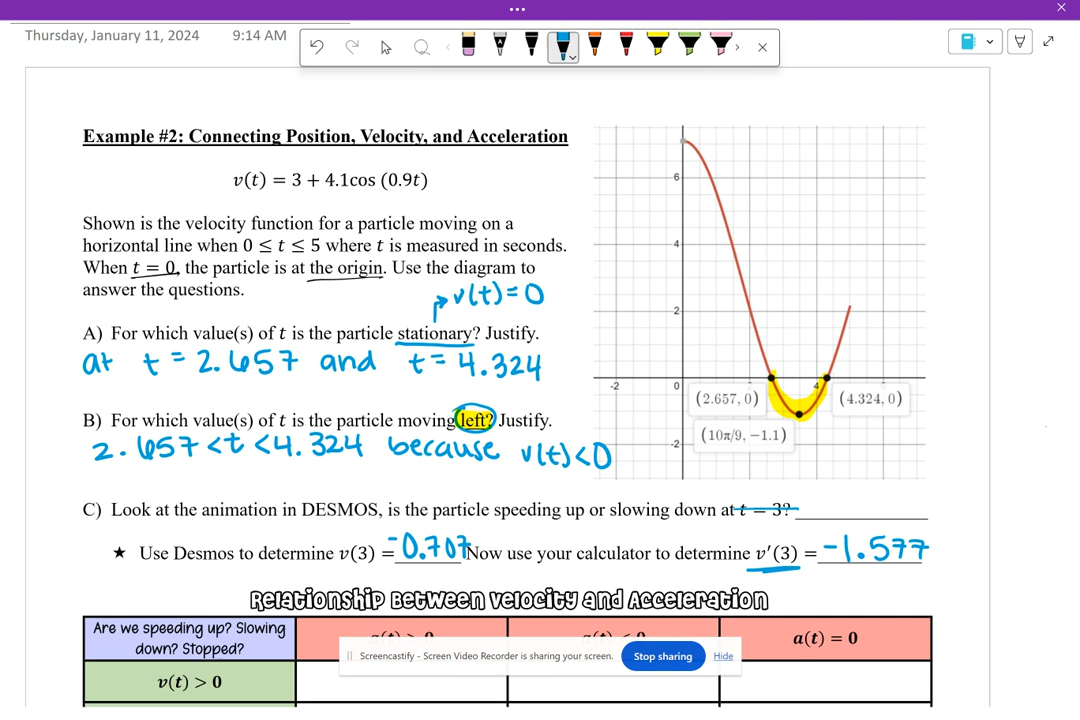 Thursday, January 11, 2024 9:14 AM
Example #2: Connecting Position, Velocity, and Acceleration
v(t) = 3 + 4.1cos (0.9t)
Shown is the velocity function for a particle moving on a
horizontal line when 0 ≤ t ≤ 5 where t is measured in seconds.
When t = 0, the particle is at the origin. Use the diagram to
answer the questions.
v(t) = 0
A) For which value(s) of t is the particle stationary? Justify.
at t = 2.657 and t = 4.324
B) For which value(s) of t is the particle moving left? Justify.
2.657 < t < 4.324 because v(t) < 0
6
4
2
-2 0 4
(2.657, 0) (4.324, 0)
(10π/9, −1.1)
-2
C) Look at the animation in DESMOS, is the particle speeding up or slowing down at t = 3?
★ Use Desmos to determine v(3) = -0.707 Now use your calculator to determine v′(3) = -1.577
Relationship Between Velocity and Acceleration
Are we speeding up? Slowing
down? Stopped?
a(t) = 0
Screencastify - Screen Video Recorder is sharing your screen. Stop sharing Hide
v(t) > 0